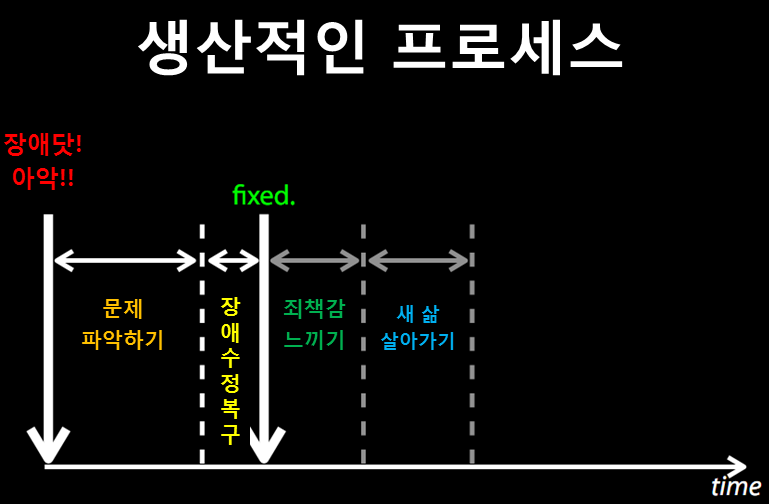 생산적인 프로세스
장애닷!
아악!!
fixed.
문제
파악하기
장
애
수
정
복
구
죄책감
느끼기
새 삶
살아가기
time